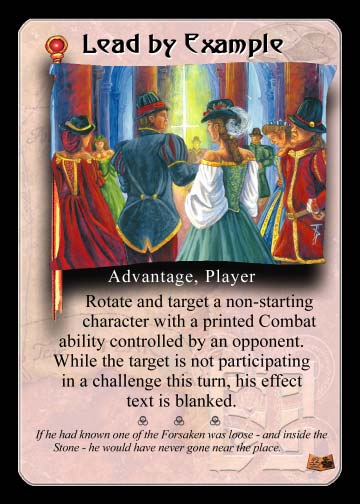 Lead by Example
Advantage, Player
Rotate and target a non-starting
character with a printed Combat
ability controlled by an opponent.
While the target is not participating
in a challenge this turn, his effect
text is blanked.
If he had known one of the Forsaken was loose - and inside the
Stone - he would have never gone near the place.